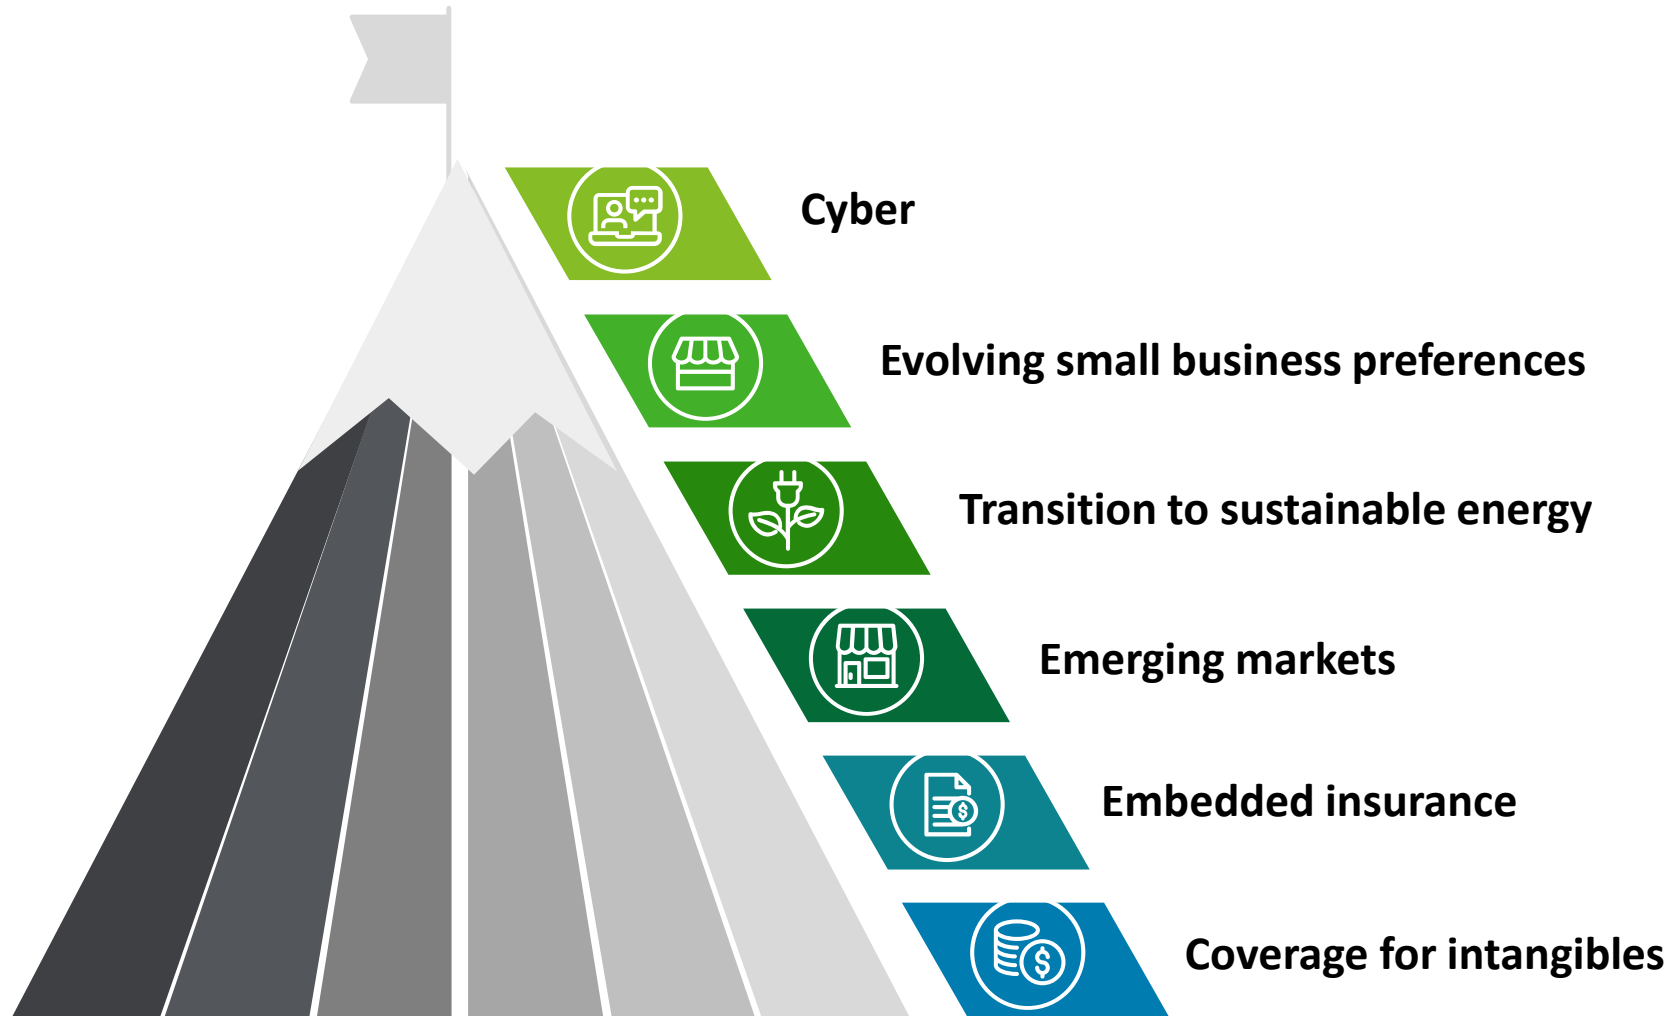 Cyber
Evolving small business preferences
Transition to sustainable energy
Emerging markets
Embedded insurance
$
Coverage for intangibles
$